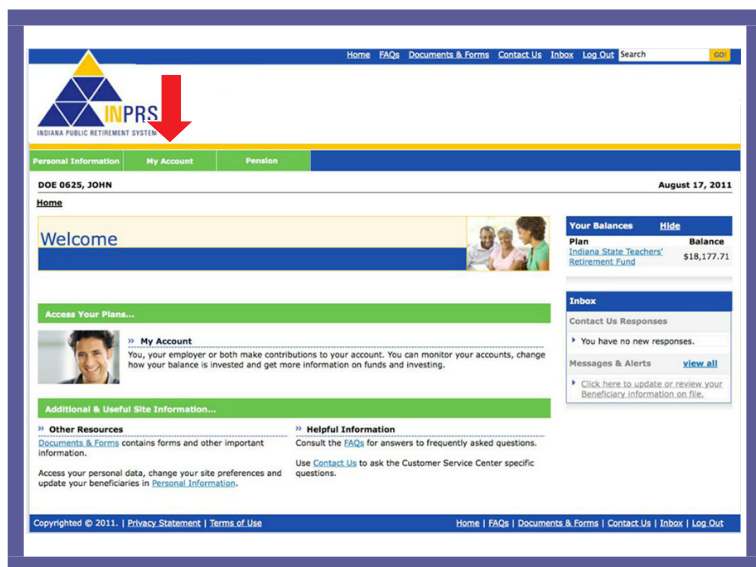 Home FAQs Documents & Forms Contact Us Inbox Log Out Search GO!
INPRS
INDIANA PUBLIC RETIREMENT SYSTEM
Personal Information My Account Pension
DOE 0625, JOHN August 17, 2011
Home
Welcome
Your Balances Hide
Plan Balance
Indiana State Teachers' $18,177.71
Retirement Fund
Inbox
Contact Us Responses
You have no new responses.
Messages & Alerts view all
Click here to update or review your
Beneficiary information on file.
Access Your Plans...
» My Account
You, your employer or both make contributions to your account. You can monitor your accounts, change
how your balance is invested and get more information on funds and investing.
Additional & Useful Site Information...
» Other Resources
Documents & Forms contains forms and other important
information.
Access your personal data, change your site preferences and
update your beneficiaries in Personal Information.
» Helpful Information
Consult the FAQs for answers to frequently asked questions.
Use Contact Us to ask the Customer Service Center specific
questions.
Copyrighted © 2011. | Privacy Statement | Terms of Use Home | FAQs | Documents & Forms | Contact Us | Inbox | Log Out